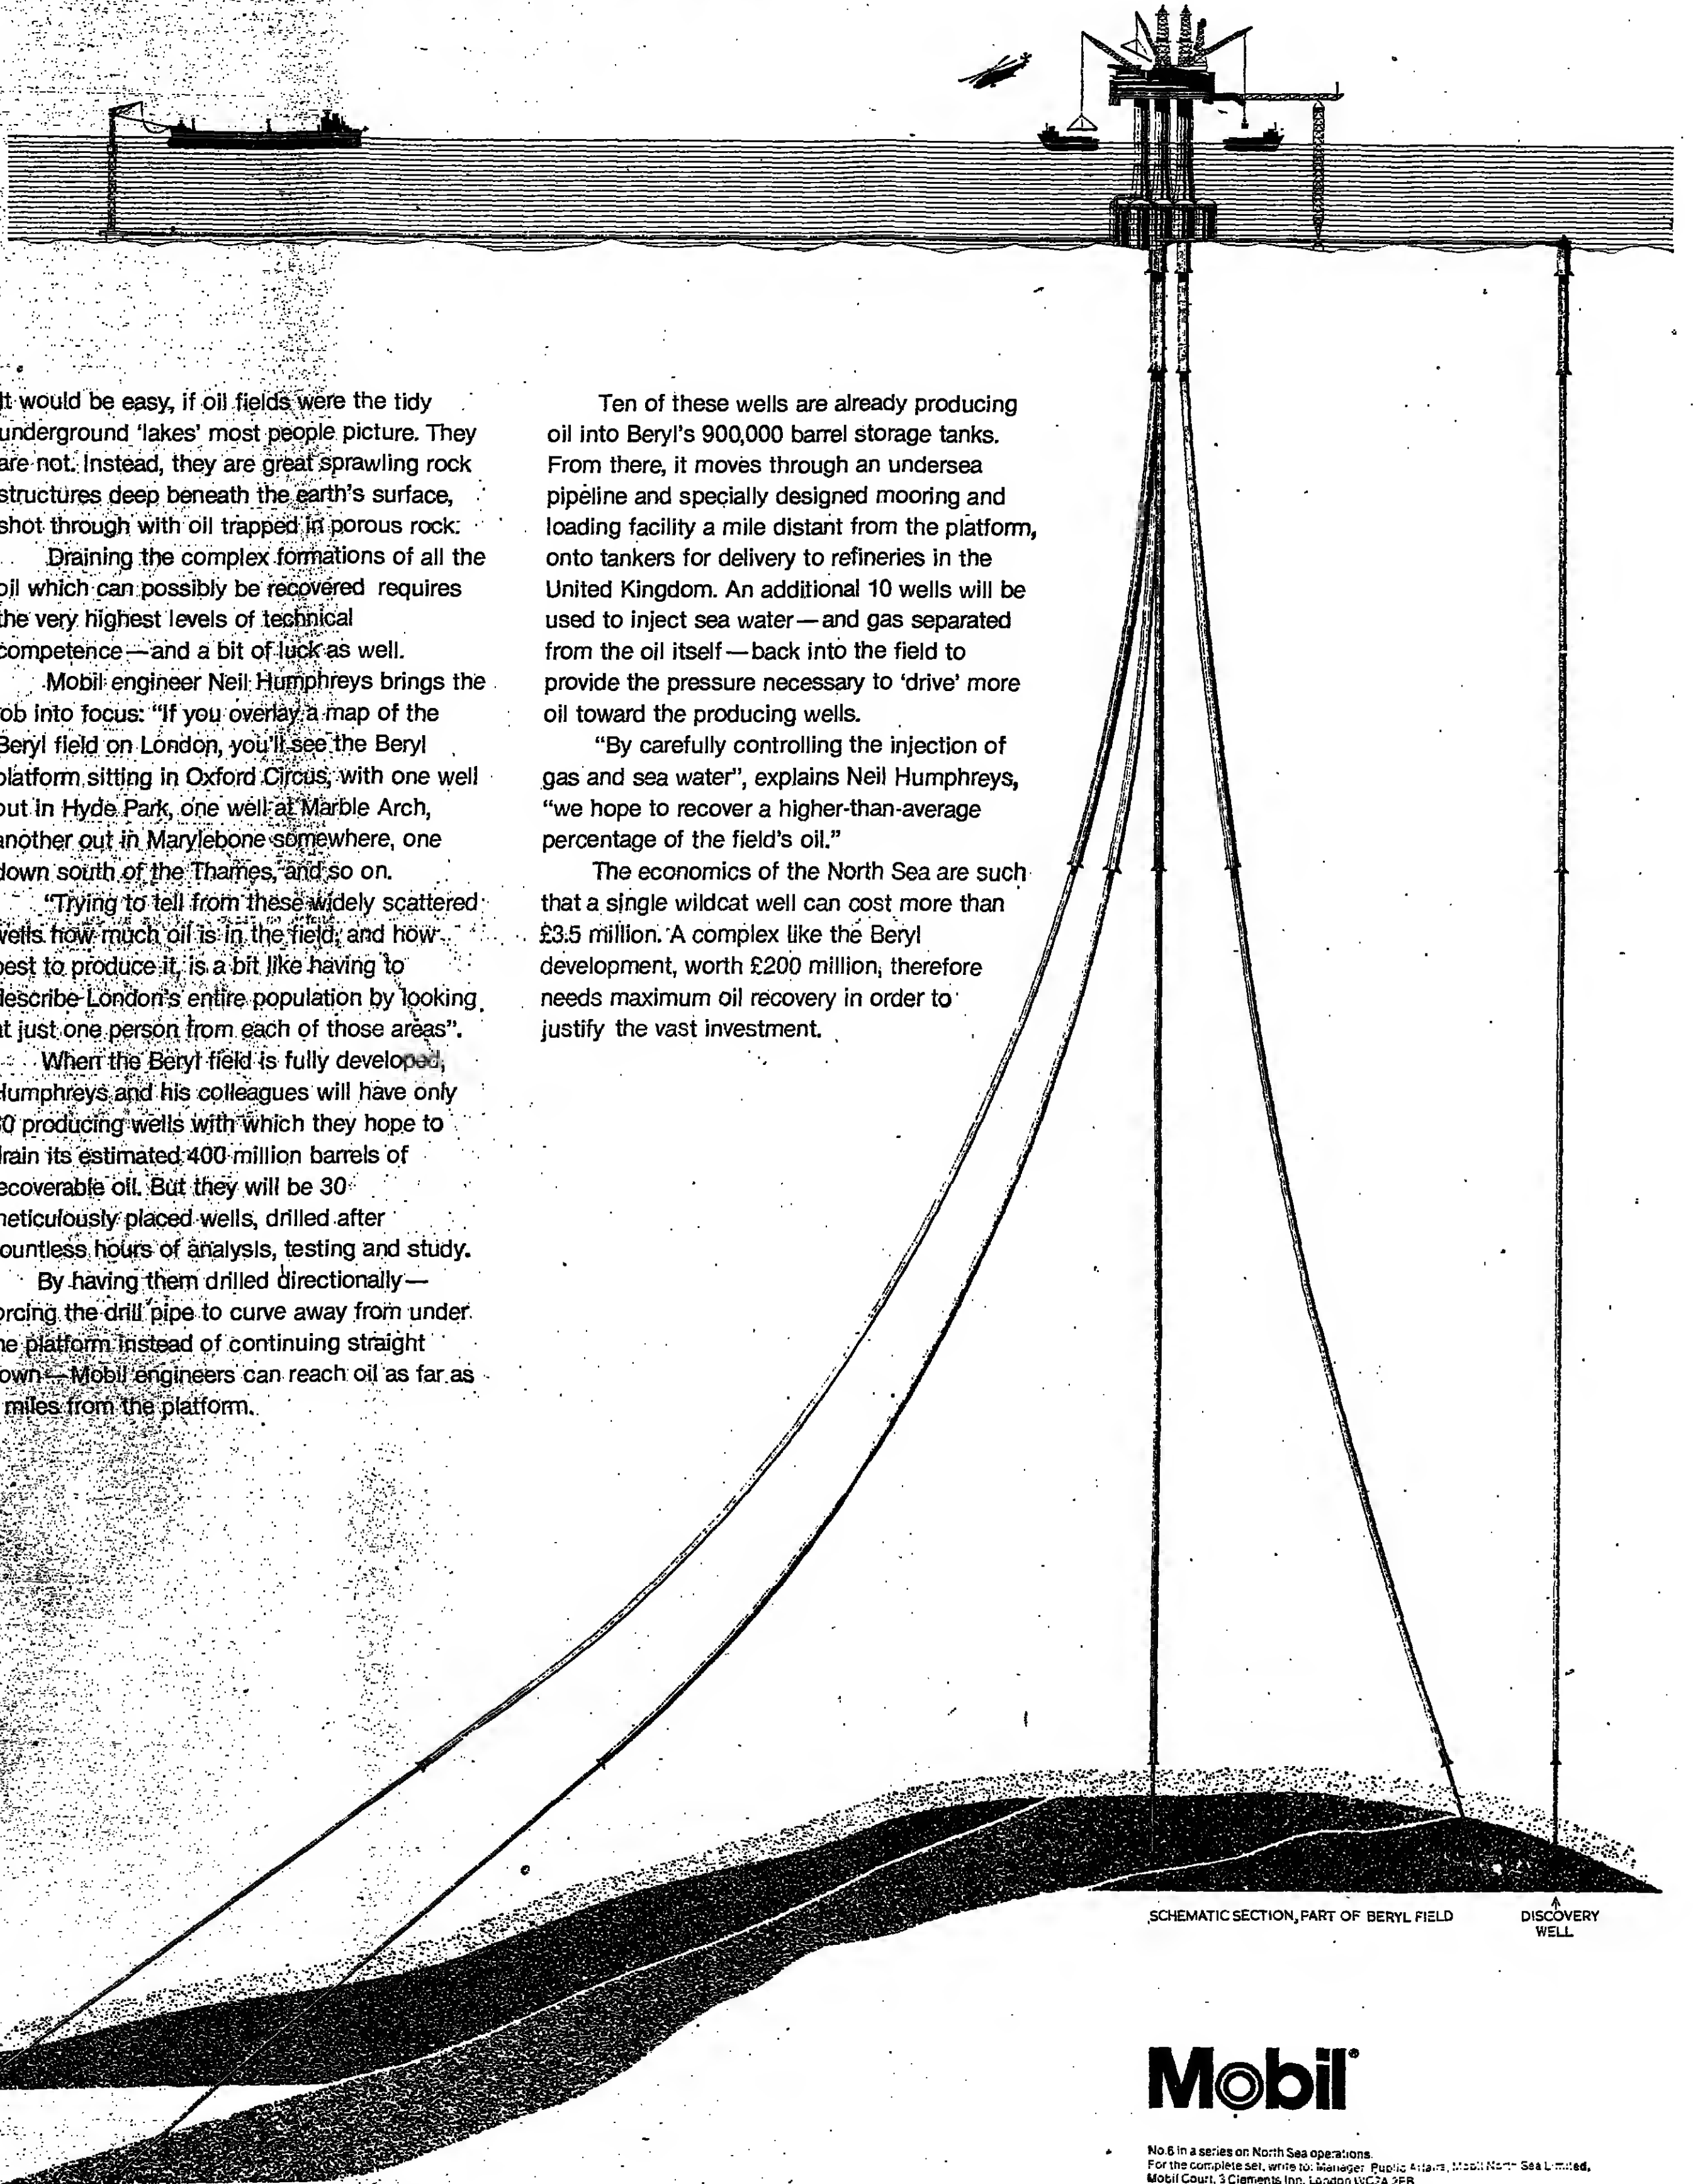 It would be easy, if oil fields were the tidy
underground 'lakes' most people picture. They
are not. Instead, they are great sprawling rock
structures deep beneath the earth's surface,
shot through with oil trapped in porous rock.
Draining the complex formations of all the
oil which can possibly be recovered requires
the very highest levels of technical
competence—and a bit of luck as well.
Mobil engineer Neil Humphreys brings the
ob into focus: "If you overlay a map of the
Beryl field on London, you'll see the Beryl
platform sitting in Oxford Circus, with one well
out in Hyde Park, one well at Marble Arch,
another out in Marylebone somewhere, one
down south of the Thames, and so on.
"Trying to tell from these widely scattered
wells how much oil is in the field, and how
best to produce it, is a bit like having to
describe London's entire population by looking
at just one person from each of those areas".
When the Beryl field is fully developed,
Humphreys and his colleagues will have only
30 producing wells with which they hope to
drain its estimated 400 million barrels of
ecoverable oil. But they will be 30
meticulously placed wells, drilled after
ountless hours of analysis, testing and study.
By having them drilled directionally—
orcing the drill pipe to curve away from under
he platform instead of continuing straight
own—Mobil engineers can reach oil as far as
miles from the platform.
Ten of these wells are already producing
oil into Beryl's 900,000 barrel storage tanks.
From there, it moves through an undersea
pipeline and specially designed mooring and
loading facility a mile distant from the platform,
onto tankers for delivery to refineries in the
United Kingdom. An additional 10 wells will be
used to inject sea water—and gas separated
from the oil itself—back into the field to
provide the pressure necessary to 'drive' more
oil toward the producing wells.
"By carefully controlling the injection of
gas and sea water", explains Neil Humphreys,
"we hope to recover a higher-than-average
percentage of the field's oil."
The economics of the North Sea are such
that a single wildcat well can cost more than
£3.5 million. A complex like the Beryl
development, worth £200 million, therefore
needs maximum oil recovery in order to
justify the vast investment.
SCHEMATIC SECTION, PART OF BERYL FIELD
DISCOVERY
WELL
Mobil®
No.6 in a series on North Sea operations.
For the complete set, write to: Manager Public Affairs, Mobil North Sea Limited,
Mobil Court, 3 Clements Inn, London WC2A 2EB